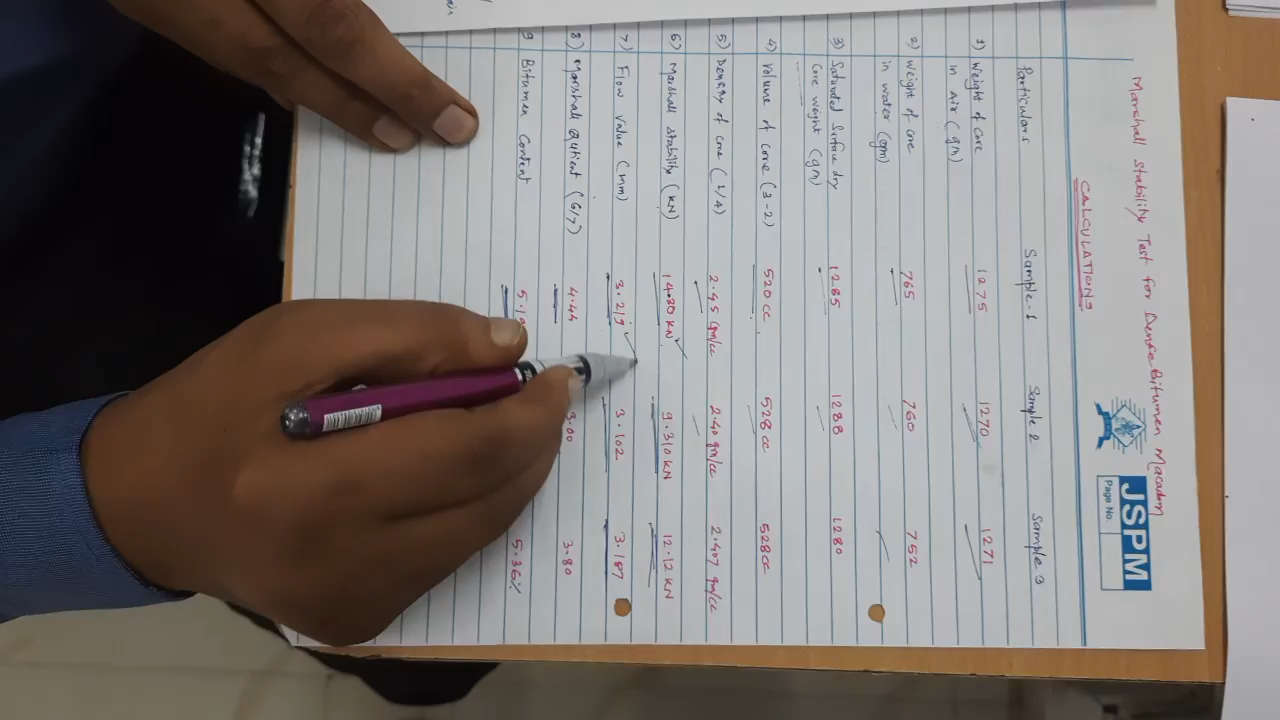 Marshall Stability Test for Dense Bitumen Macadam
JSPM
Page No.
CALCULATIONS
Particulars Sample-1 Sample 2 Sample 3
1) Weight of Core 1275 1270 1271
in Air (gm)
2) Weight of core 765 760 752
in water (gm)
3) Saturated Surface dry 1285 1288 1280
Core weight (gm)
4) Volume of core (3-2) 520 cc 528 cc 528 cc
5) Density of core (1/4) 2.45 gm/cc 2.40 gm/cc 2.407 gm/cc
6) Marshall stability (KN) 14.30 KN 9.310 KN 12.12 KN
7) Flow value (mm) 3.219 3.102 3.187
8) Marshall Qutient (6/7) 4.44 3.00 3.80
9 Bitumen Content 5.36%